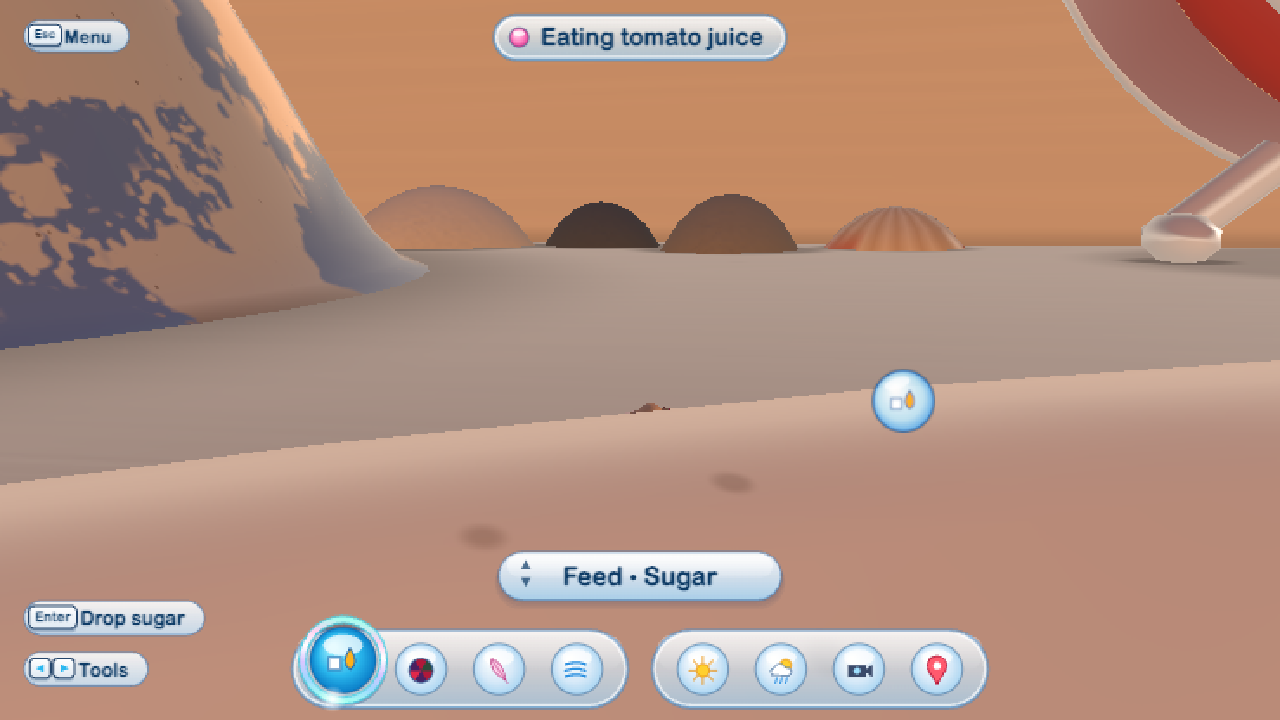 Esc Menu
Eating tomato juice
Feed • Sugar
Enter Drop sugar
Tools